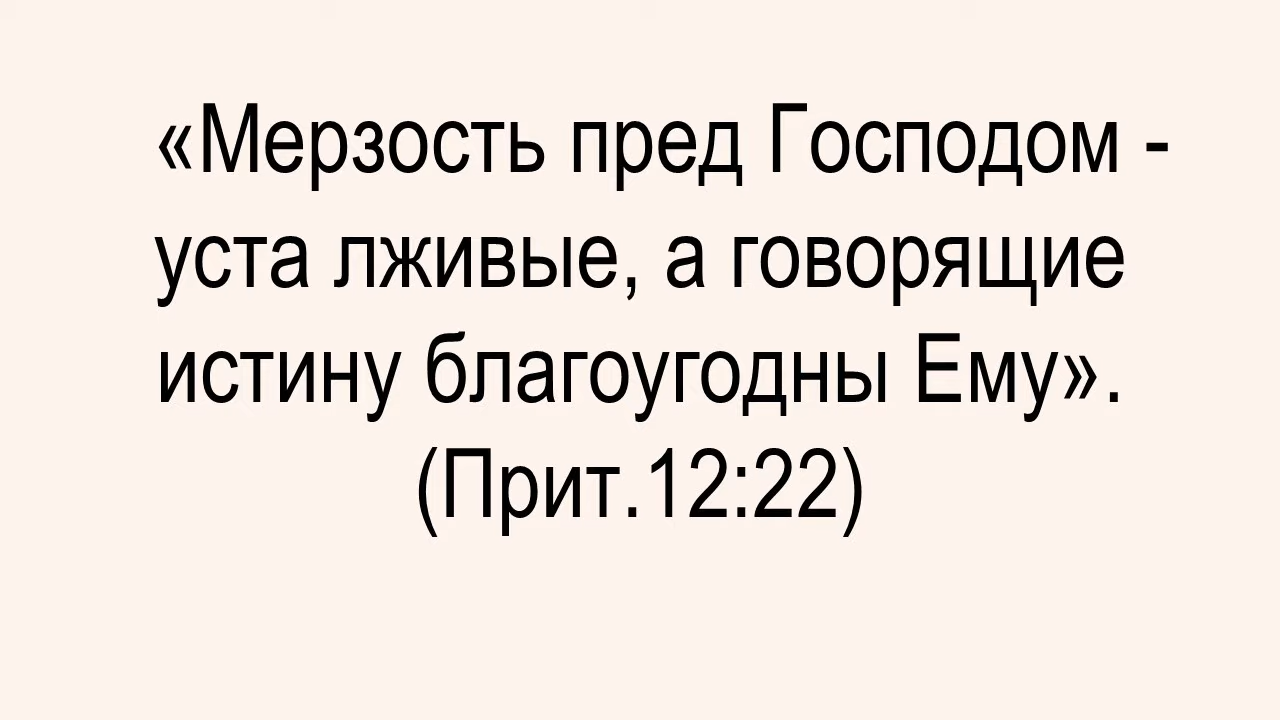 «Мерзость пред Господом -
уста лживые, а говорящие
истину благоугодны Ему».
(Прит.12:22)